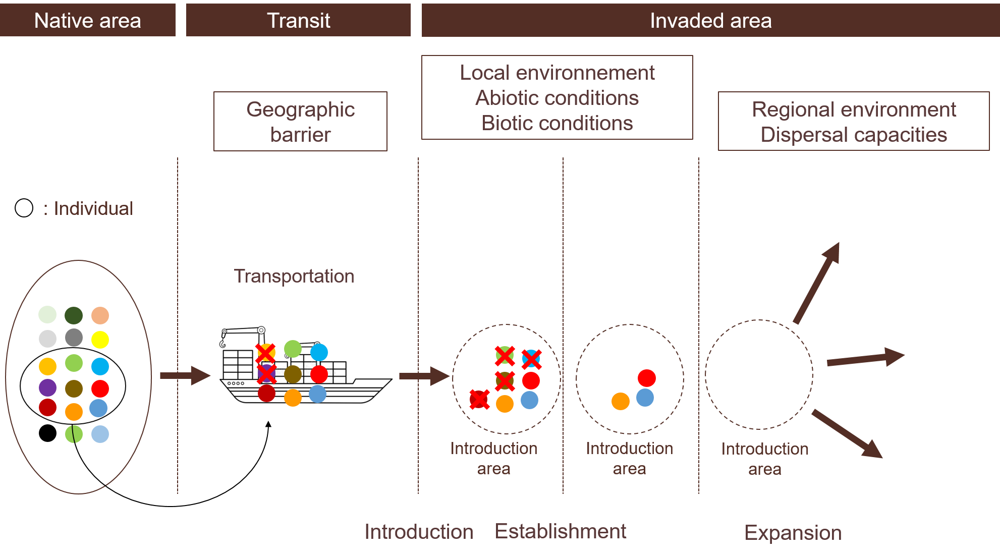 Native area
Transit
Invaded area
Local environnement
Abiotic conditions
Biotic conditions
Geographic
barrier
Regional environment
Dispersal capacities
: Individual
Transportation
Introduction
area
Introduction
area
Introduction
area
Introduction
Establishment
Expansion